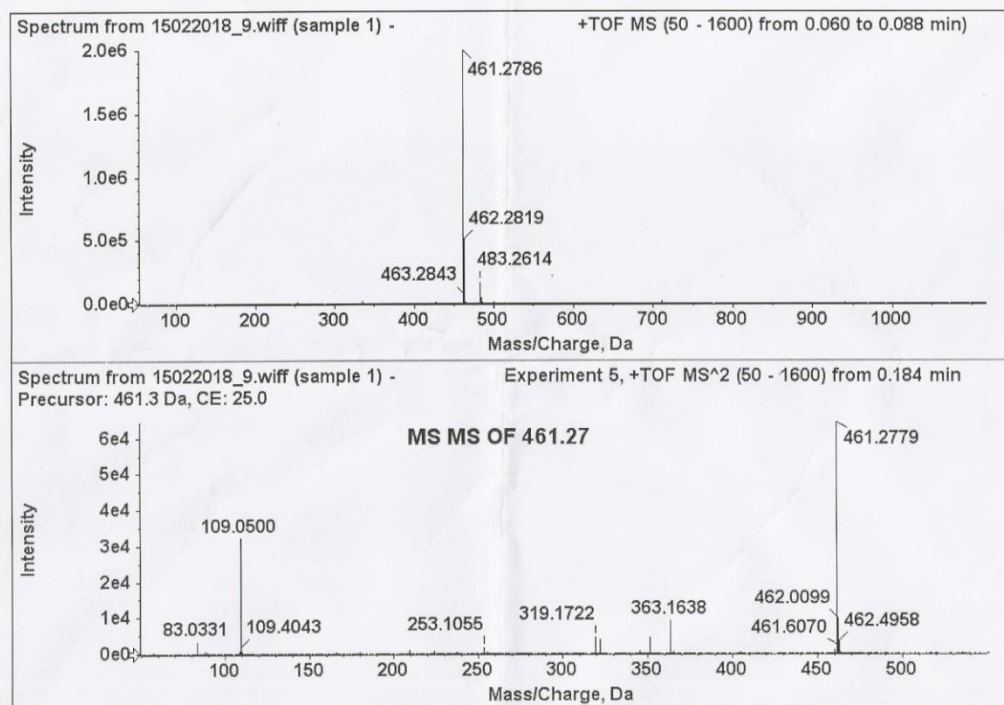 Spectrum from 15022018_9.wiff (sample 1) - +TOF MS (50 - 1600) from 0.060 to 0.088 min)
2.0e6
461.2786
1.5e6
Intensity
1.0e6
462.2819
5.0e5
483.2614
463.2843
0.0e0
100 200 300 400 500 600 700 800 900 1000
Mass/Charge, Da
Spectrum from 15022018_9.wiff (sample 1) - Experiment 5, +TOF MS^2 (50 - 1600) from 0.184 min
Precursor: 461.3 Da, CE: 25.0
6e4
MS MS OF 461.27
461.2779
5e4
Intensity
4e4
109.0500
3e4
2e4
462.0099
319.1722
363.1638
1e4
253.1055
462.4958
83.0331
109.4043
461.6070
0e0
100 150 200 250 300 350 400 450 500
Mass/Charge, Da